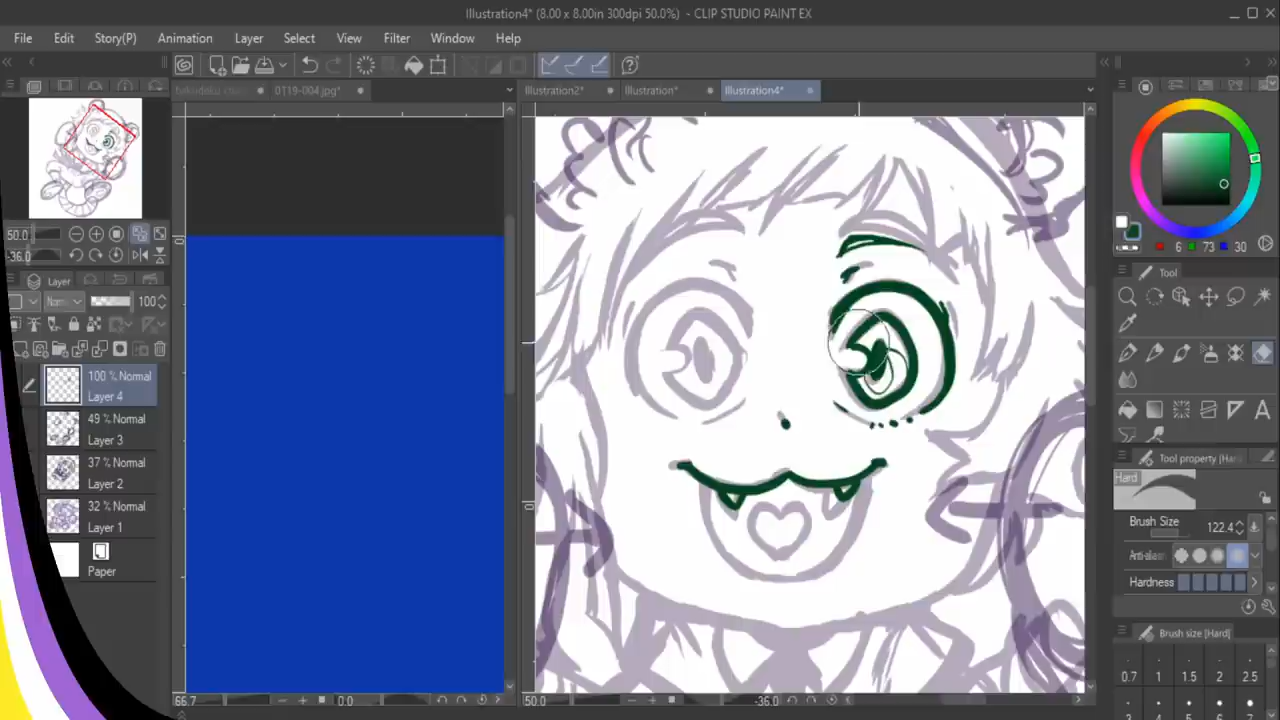 Illustration4* (8.00 x 8.00in 300dpi 50.0%) - CLIP STUDIO PAINT EX
File Edit Story(P) Animation Layer Select View Filter Window Help
0T19-004.jpg* Illustration2* Illustration* Illustration4*
50.0
-36.0
Layer
Norm 100
100 % Normal
Layer 4
49 % Normal
Layer 3
37 % Normal
Layer 2
32 % Normal
Layer 1
Paper
6 73 30
Tool
Tool property [Hard
Hard
Brush Size 122.4
Anti-alias
Hardness
Brush size [Hard]
0.7 1 1.5 2 2.5
66.7 0.0 50.0 -36.0